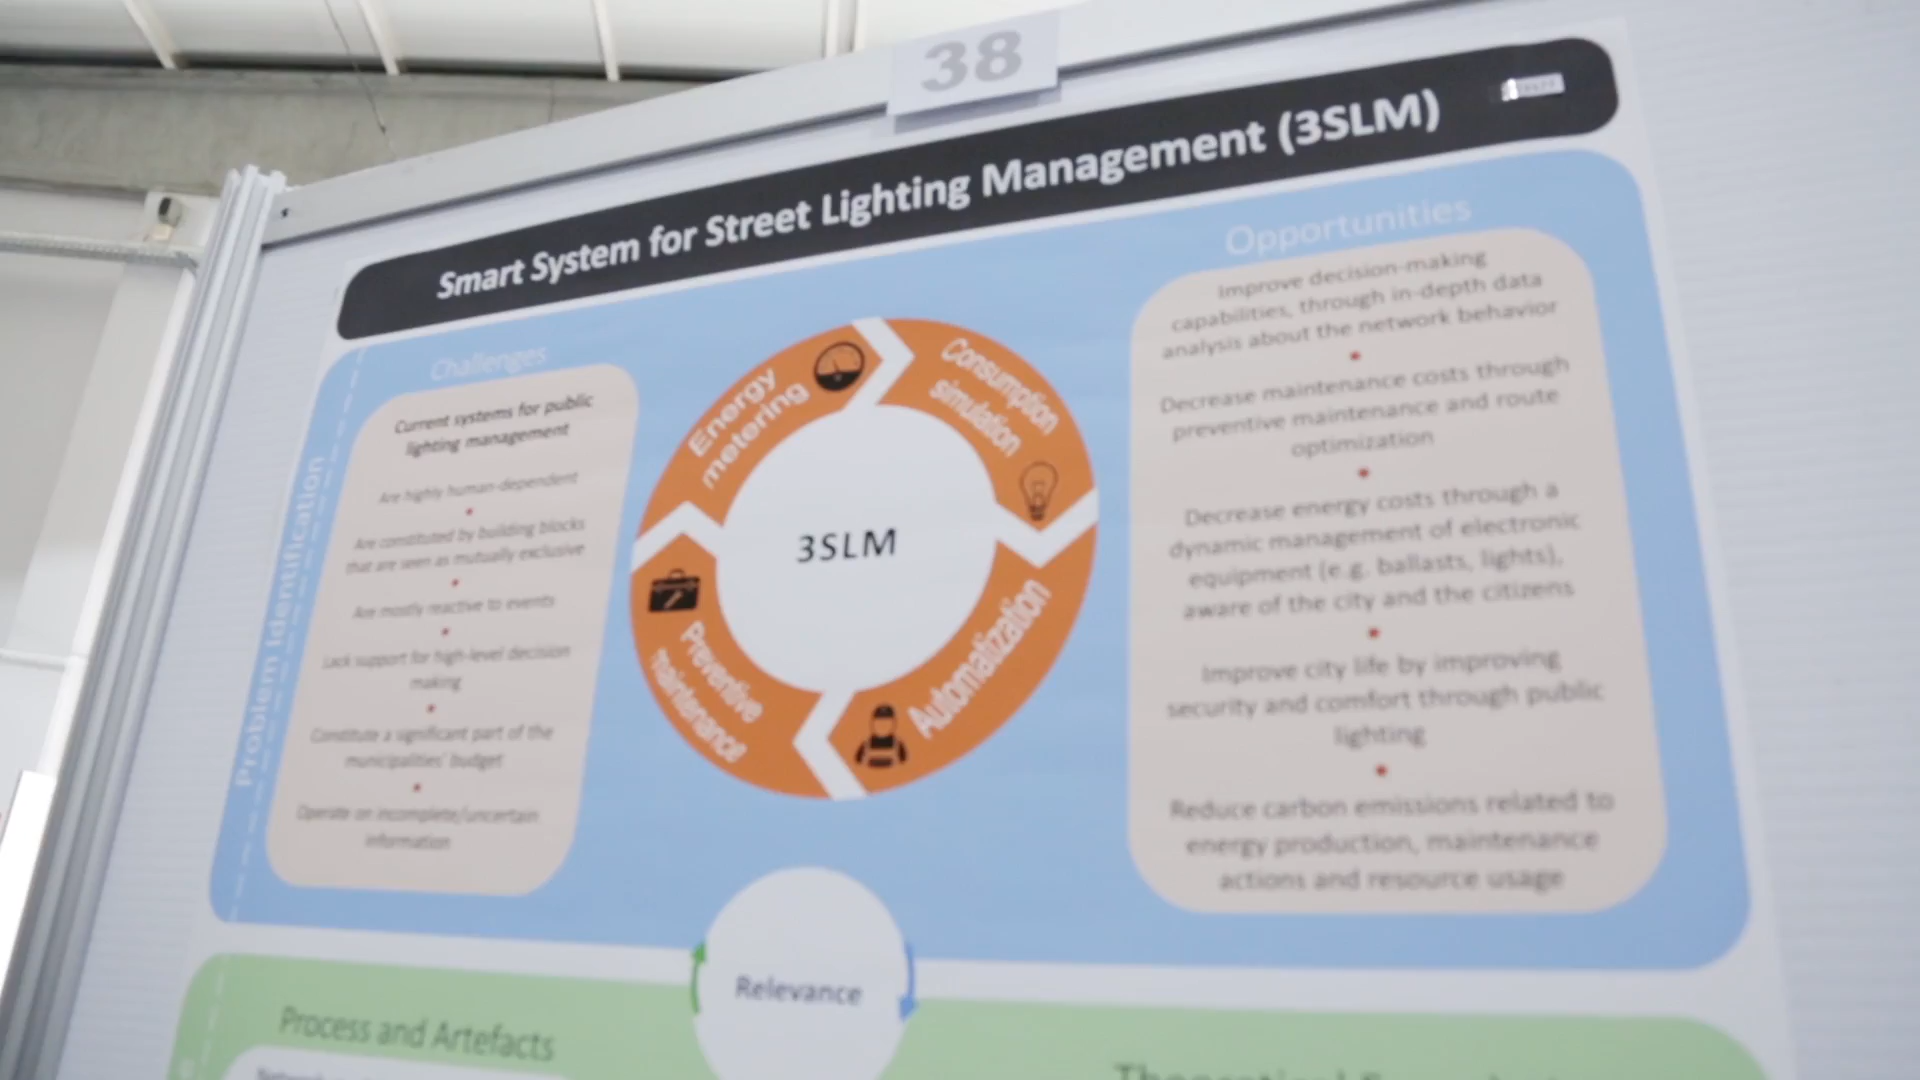 38
Smart System for Street Lighting Management (3SLM)
Problem Identification
Challenges
Current systems for public
lighting management
Are highly human-dependent
Are constituted by building blocks
that are seen as mutually exclusive
Are mostly reactive to events
Lack support for high-level decision
making
Constitute a significant part of the
municipalities' budget
Operate on incomplete/uncertain
information
Energy
metering
Consumption
simulation
Automatization
Preventive
maintenance
3SLM
Opportunities
Improve decision-making
capabilities, through in-depth data
analysis about the network behavior
Decrease maintenance costs through
preventive maintenance and route
optimization
Decrease energy costs through a
dynamic management of electronic
equipment (e.g. ballasts, lights),
aware of the city and the citizens
Improve city life by improving
security and comfort through public
lighting
Reduce carbon emissions related to
energy production, maintenance
actions and resource usage
Relevance
Process and Artefacts